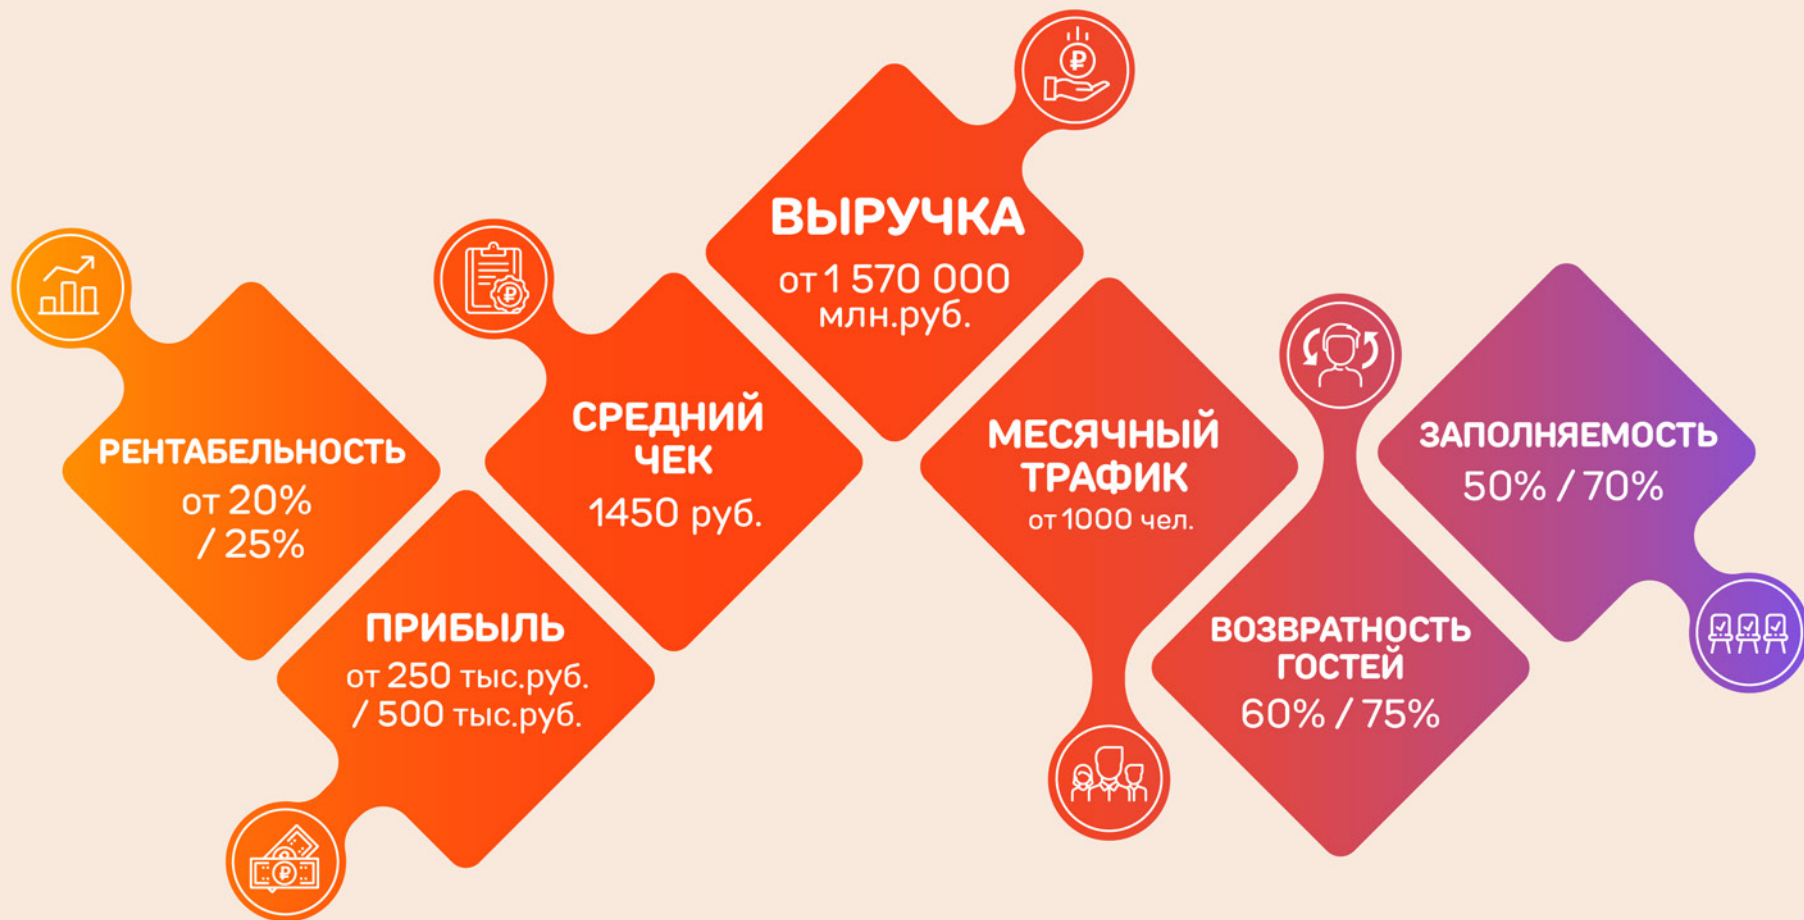 РЕНТАБЕЛЬНОСТЬ
от 20%
/ 25%
ПРИБЫЛЬ
от 250 тыс.руб.
/ 500 тыс.руб.
СРЕДНИЙ
ЧЕК
1450 руб.
ВЫРУЧКА
от 1 570 000
млн.руб.
МЕСЯЧНЫЙ
ТРАФИК
от 1000 чел.
ВОЗВРАТНОСТЬ
ГОСТЕЙ
60% / 75%
ЗАПОЛНЯЕМОСТЬ
50% / 70%